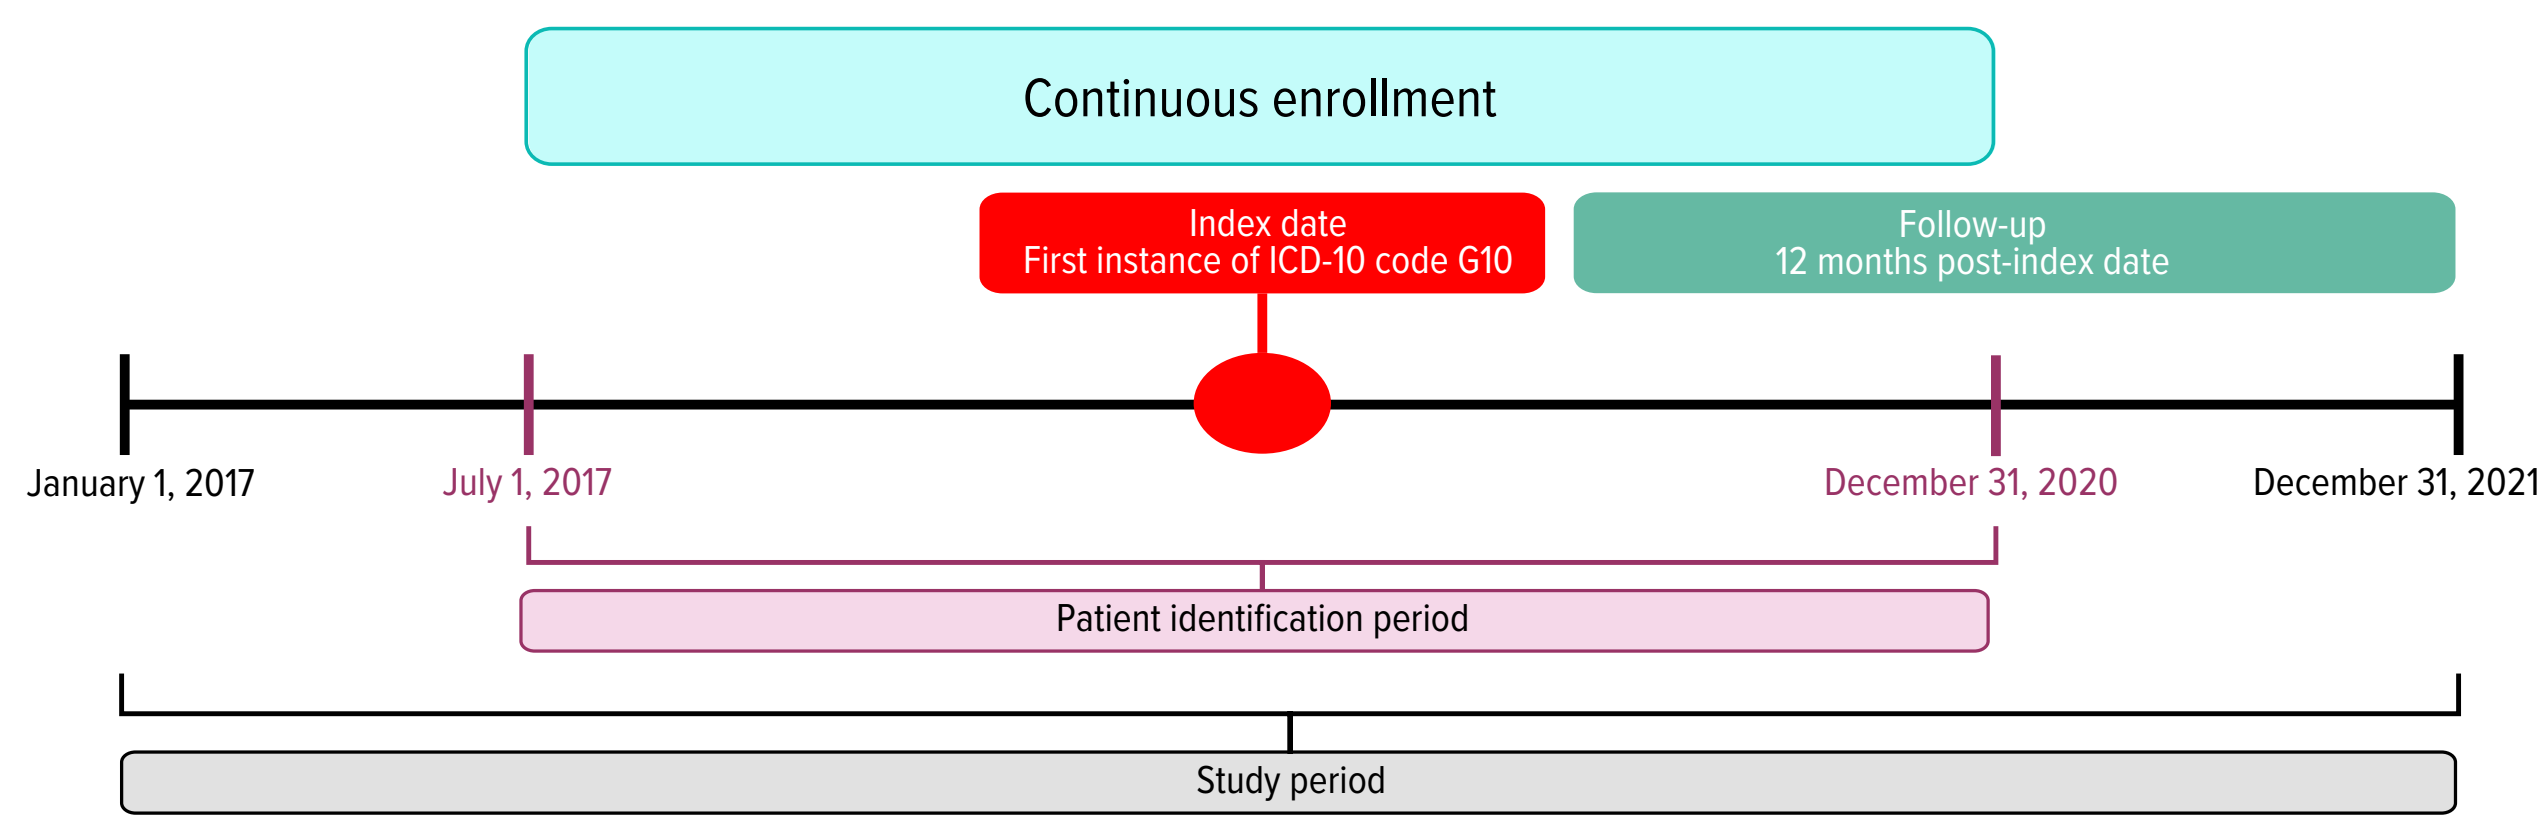 Continuous enrollment
Index date
First instance of ICD-10 code G10
Follow-up
12 months post-index date
January 1, 2017
July 1, 2017
December 31, 2020
December 31, 2021
Patient identification period
Study period